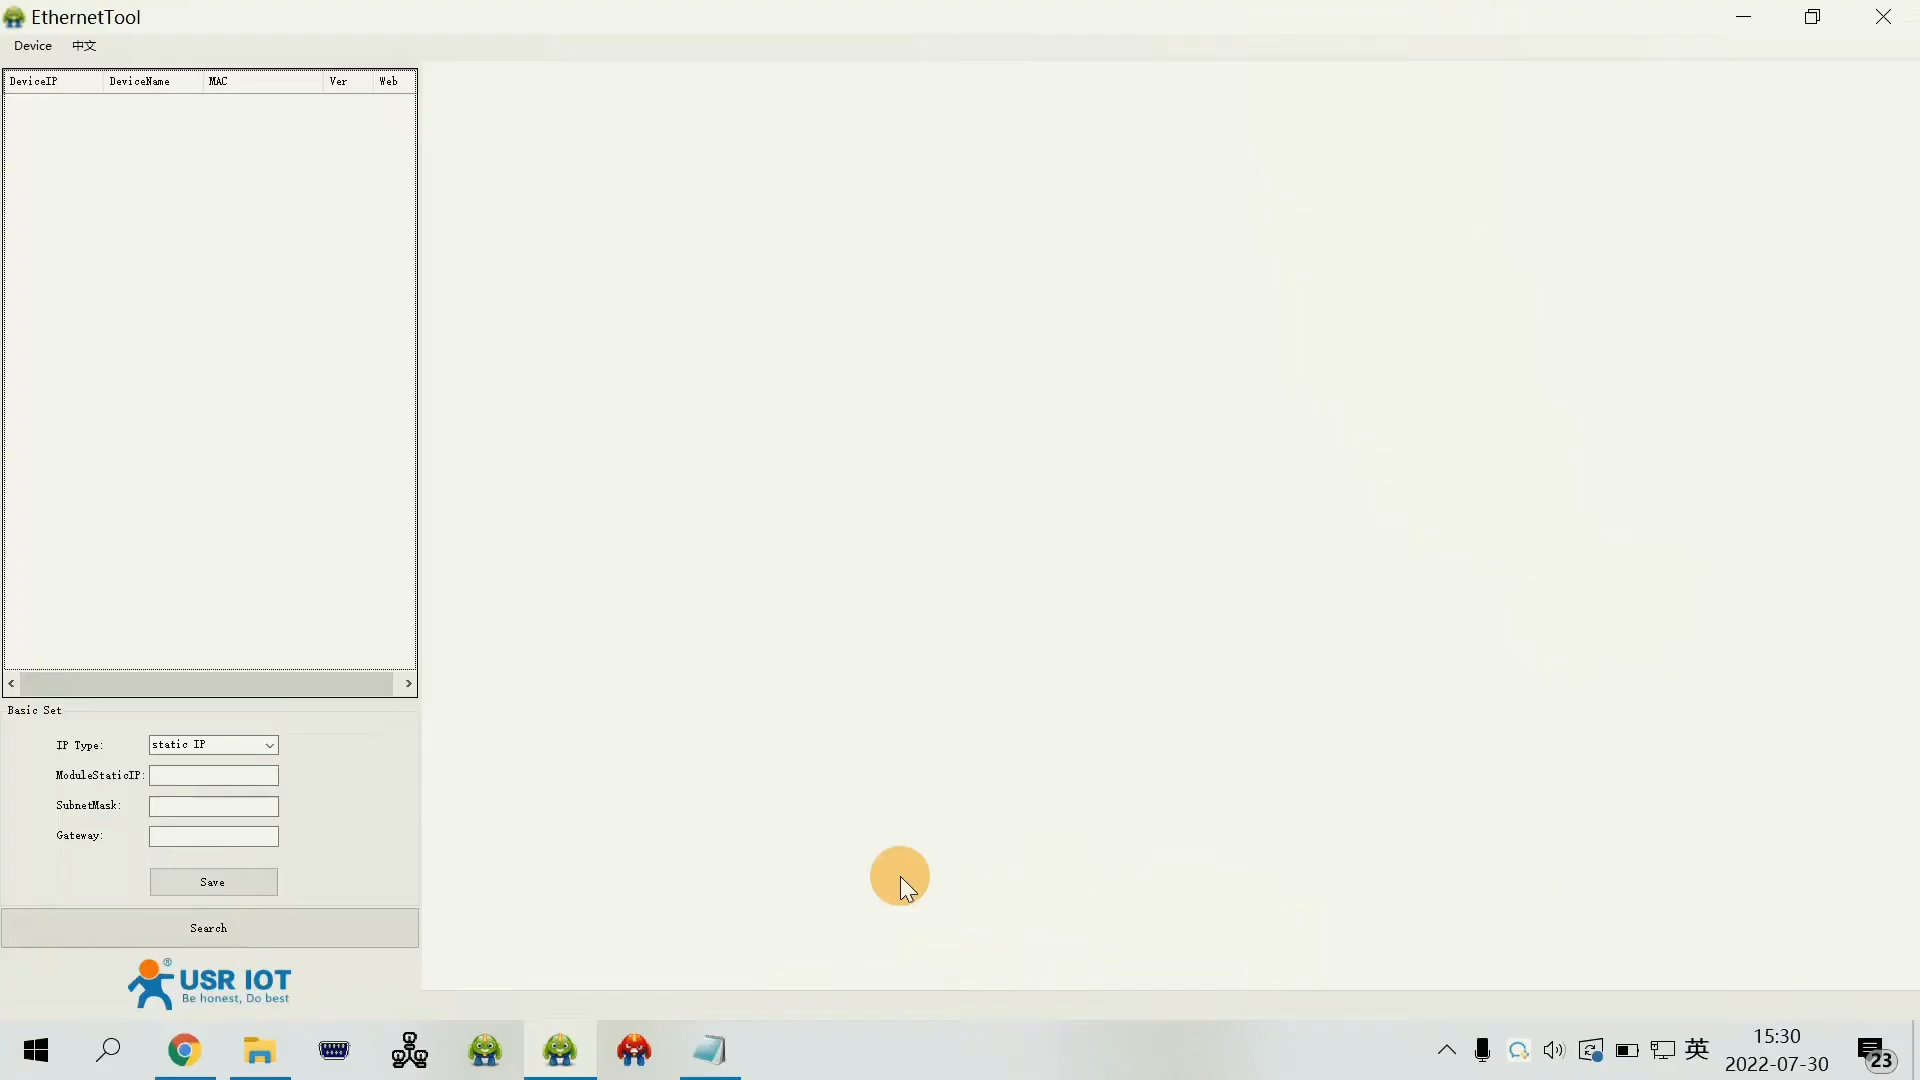 EthernetTool
Device 中文
DeviceIP DeviceName MAC Ver Web
Basic Set
IP Type: static IP
ModuleStaticIP:
SubnetMask:
Gateway:
Save
Search
® USR IOT
Be honest, Do best
英 15:30
2022-07-30 23